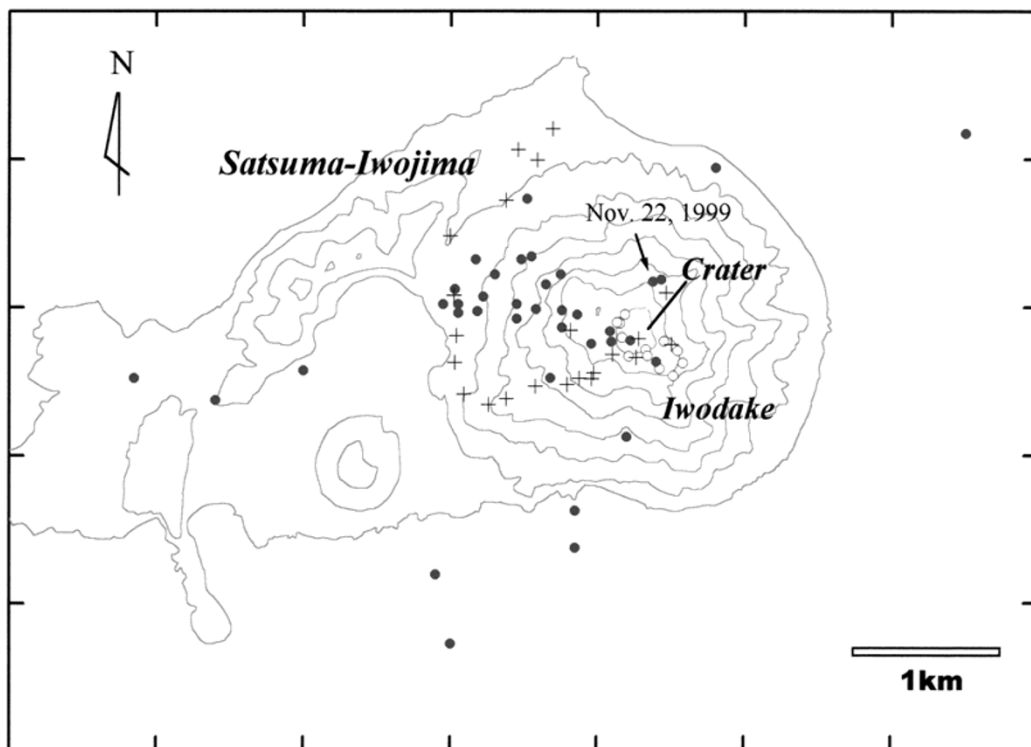 N
Satsuma-Iwojima
Nov. 22, 1999
Crater
Iwodake
1km